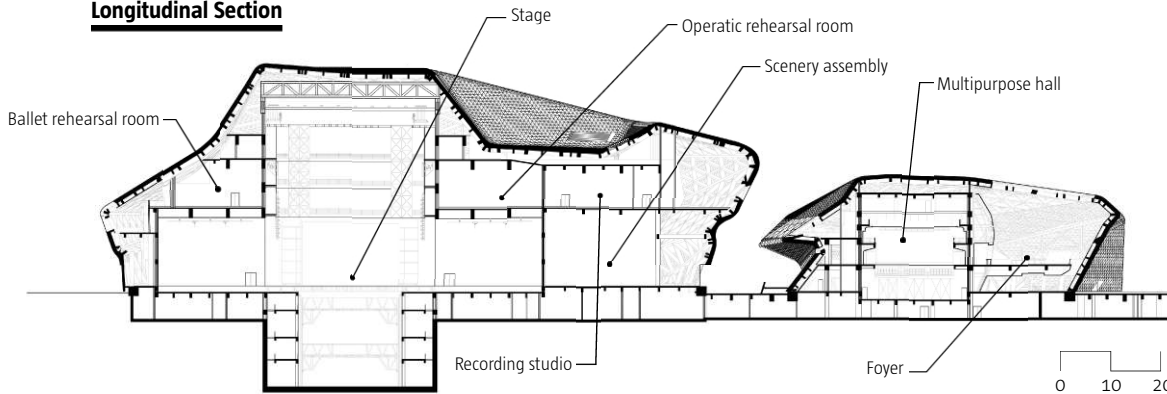 Longitudinal Section
Stage
Operatic rehearsal room
Scenery assembly
Multipurpose hall
Ballet rehearsal room
Recording studio
Foyer
0 10 20